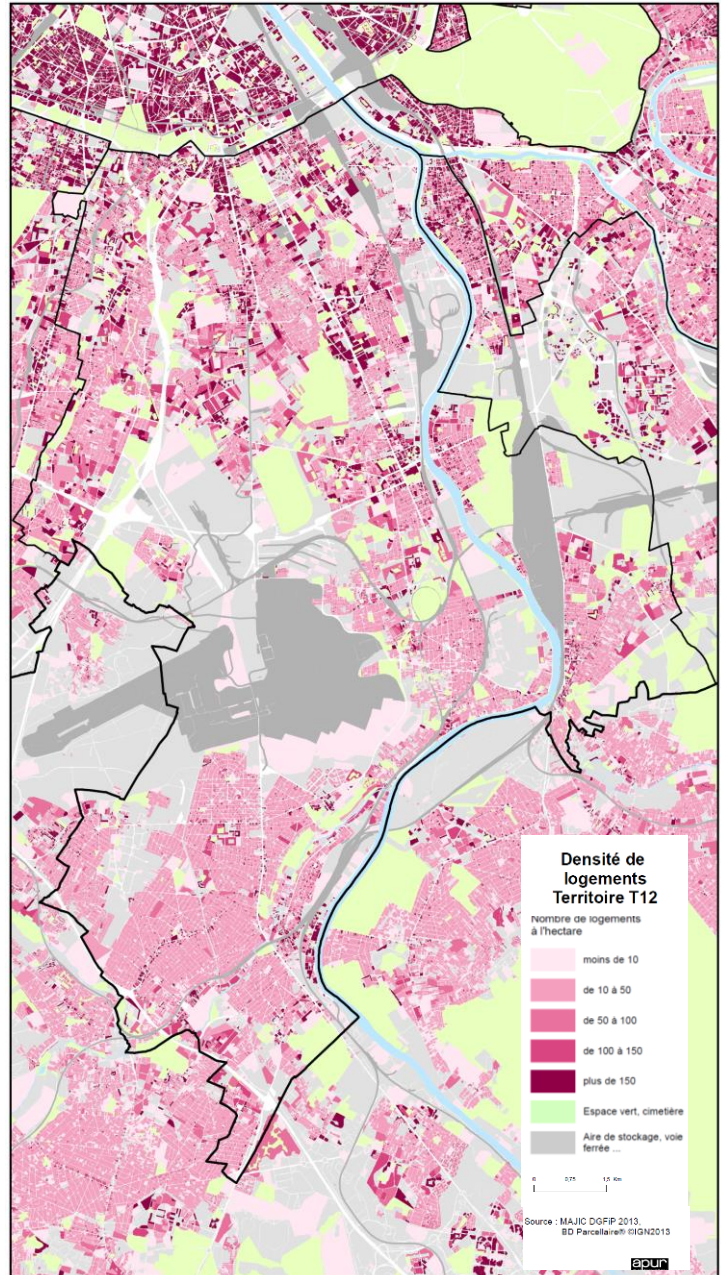 Densité de
logements
Territoire T12
Nombre de logements
à l'hectare
moins de 10
de 10 à 50
de 50 à 100
de 100 à 150
plus de 150
Espace vert, cimetière
Aire de stockage, voie
ferrée ...
0 0,75 1,5 Km
Source : MAJIC DGFiP 2013,
BD Parcellaire® ©IGN2013
apur